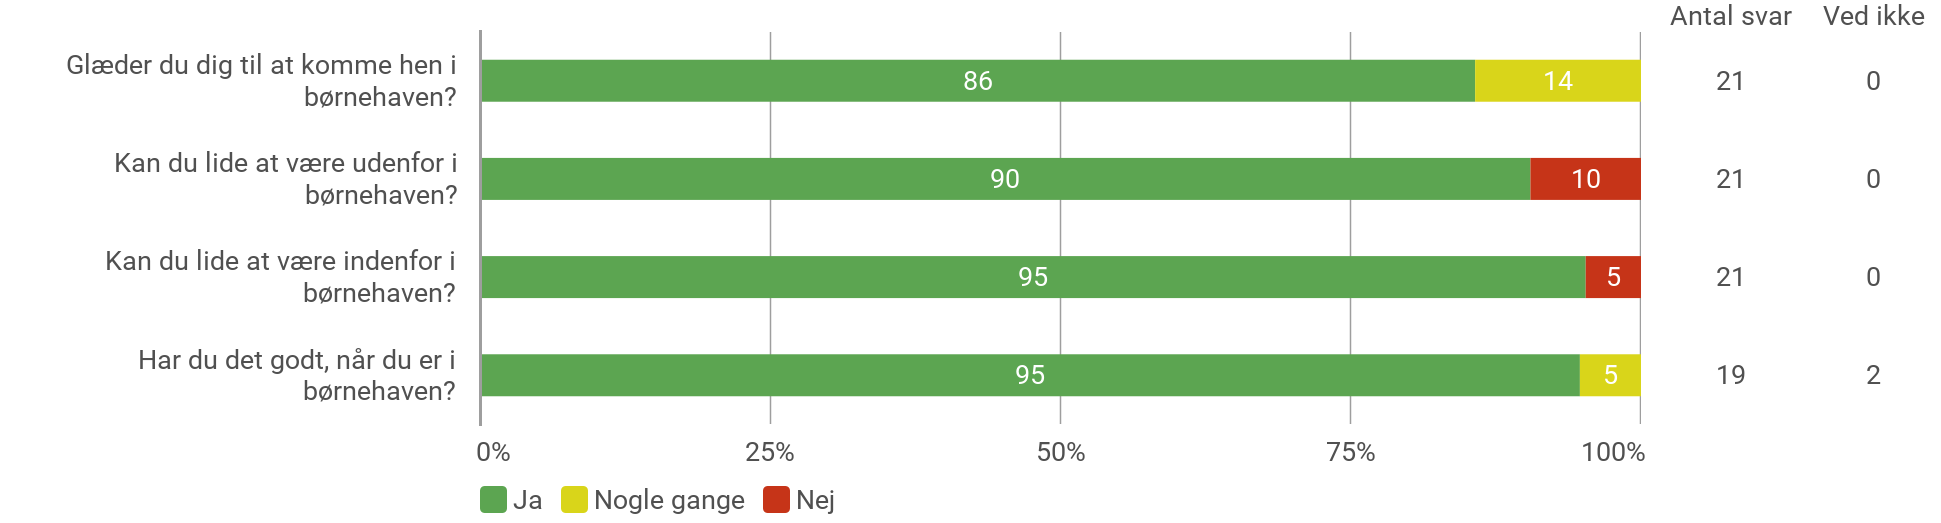 Antal svar Ved ikke
Glæder du dig til at komme hen i
børnehaven?
86 14 21 0
Kan du lide at være udenfor i
børnehaven?
90 10 21 0
Kan du lide at være indenfor i
børnehaven?
95 5 21 0
Har du det godt, når du er i
børnehaven?
95 5 19 2
0% 25% 50% 75% 100%
Ja Nogle gange Nej